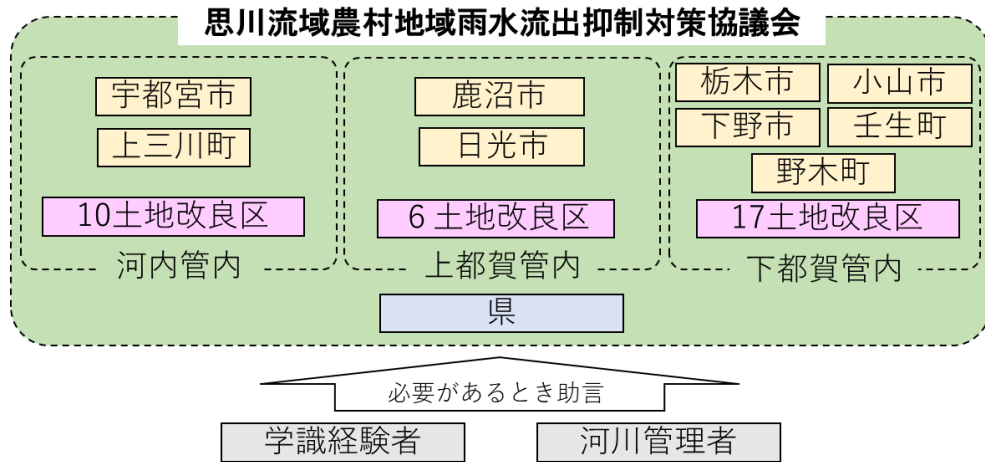 思川流域農村地域雨水流出抑制対策協議会
宇都宮市
上三川町
10土地改良区
河内管内
鹿沼市
日光市
6土地改良区
上都賀管内
栃木市
小山市
下野市
壬生町
野木町
17土地改良区
下都賀管内
県
必要があるとき助言
学識経験者
河川管理者